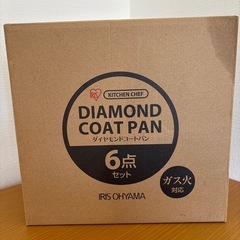 KITCHEN CHEF
DIAMOND
COAT PAN
ダイヤモンドコートパン
6点
セット
ガス火
対応
IRIS OHYAMA